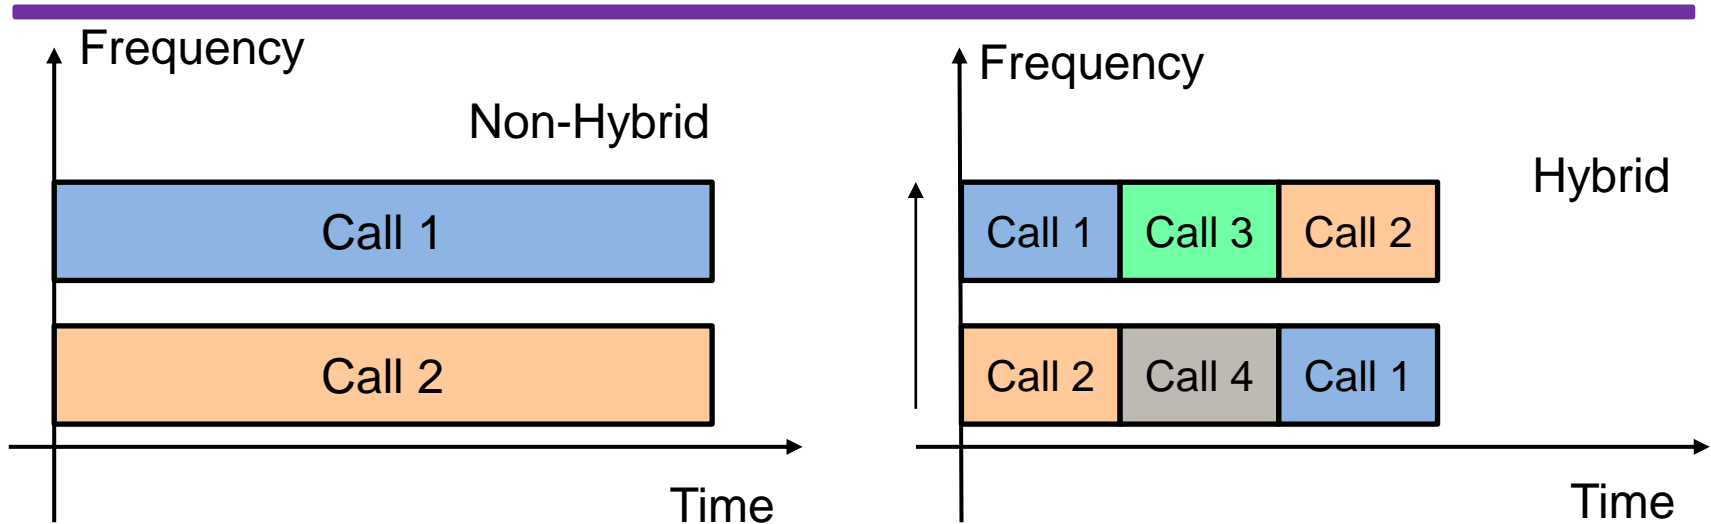 Frequency
Non-Hybrid
Call 1
Call 2
Time
Frequency
Hybrid
Call 1 Call 3 Call 2
Call 2 Call 4 Call 1
Time